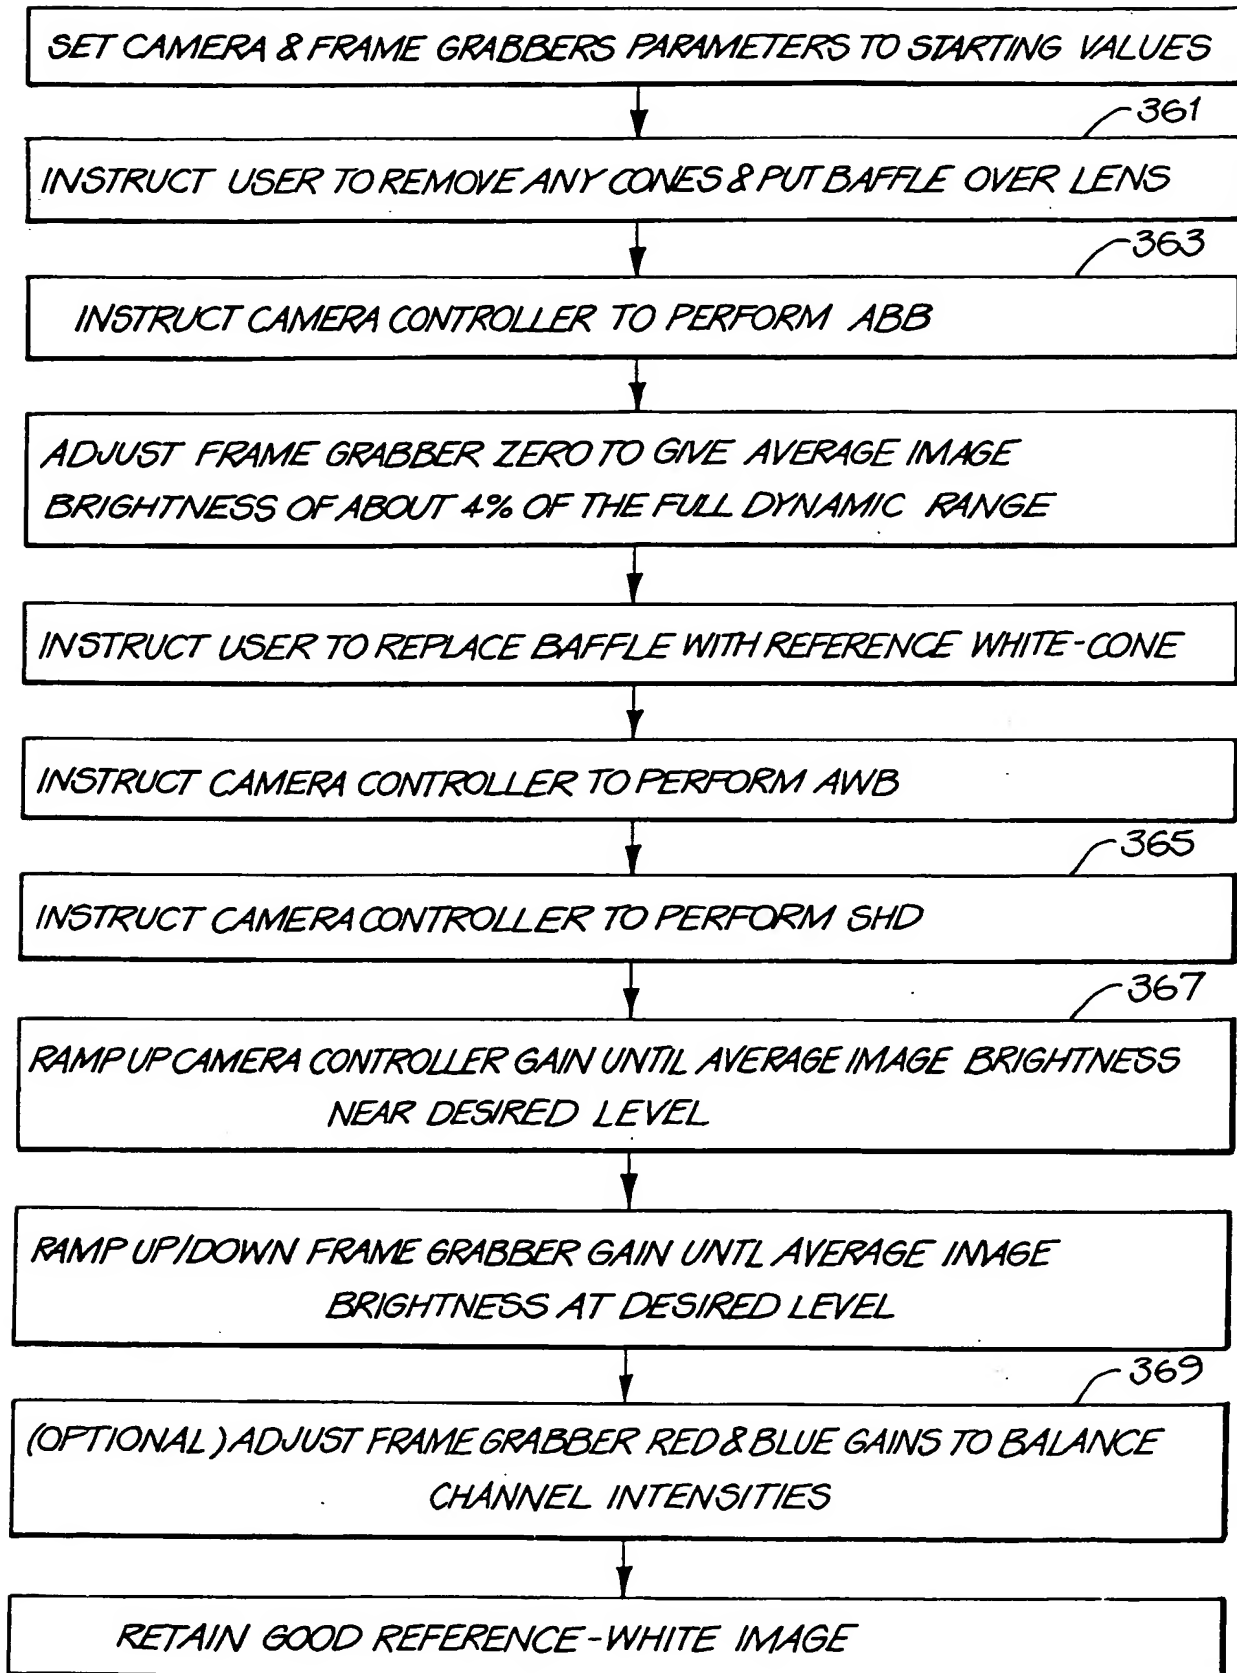 SET CAMERA & FRAME GRABBERS PARAMETERS TO STARTING VALUES
361
INSTRUCT USER TO REMOVE ANY CONES & PUT BAFFLE OVER LENS
363
INSTRUCT CAMERA CONTROLLER TO PERFORM ABB
ADJUST FRAME GRABBER ZERO TO GIVE AVERAGE IMAGE
BRIGHTNESS OF ABOUT 4% OF THE FULL DYNAMIC RANGE
INSTRUCT USER TO REPLACE BAFFLE WITH REFERENCE WHITE-CONE
INSTRUCT CAMERA CONTROLLER TO PERFORM AWB
365
INSTRUCT CAMERA CONTROLLER TO PERFORM SHD
367
RAMP UP CAMERA CONTROLLER GAIN UNTIL AVERAGE IMAGE BRIGHTNESS
NEAR DESIRED LEVEL
RAMP UP/DOWN FRAME GRABBER GAIN UNTL AVERAGE IMAGE
BRIGHTNESS AT DESIRED LEVEL
369
(OPTIONAL) ADJUST FRAME GRABBER RED & BLUE GAINS TO BALANCE
CHANNEL INTENSITIES
RETAIN GOOD REFERENCE-WHITE IMAGE